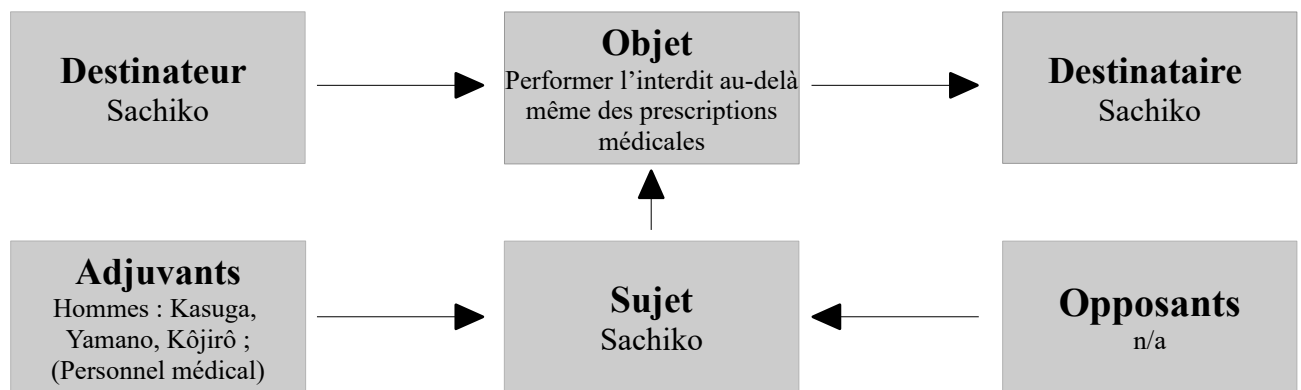 Destinateur
Sachiko
Objet
Performer l’interdit au-delà
même des prescriptions
médicales
Destinataire
Sachiko
Adjuvants
Hommes : Kasuga,
Yamano, Kôjirô ;
(Personnel médical)
Sujet
Sachiko
Opposants
n/a